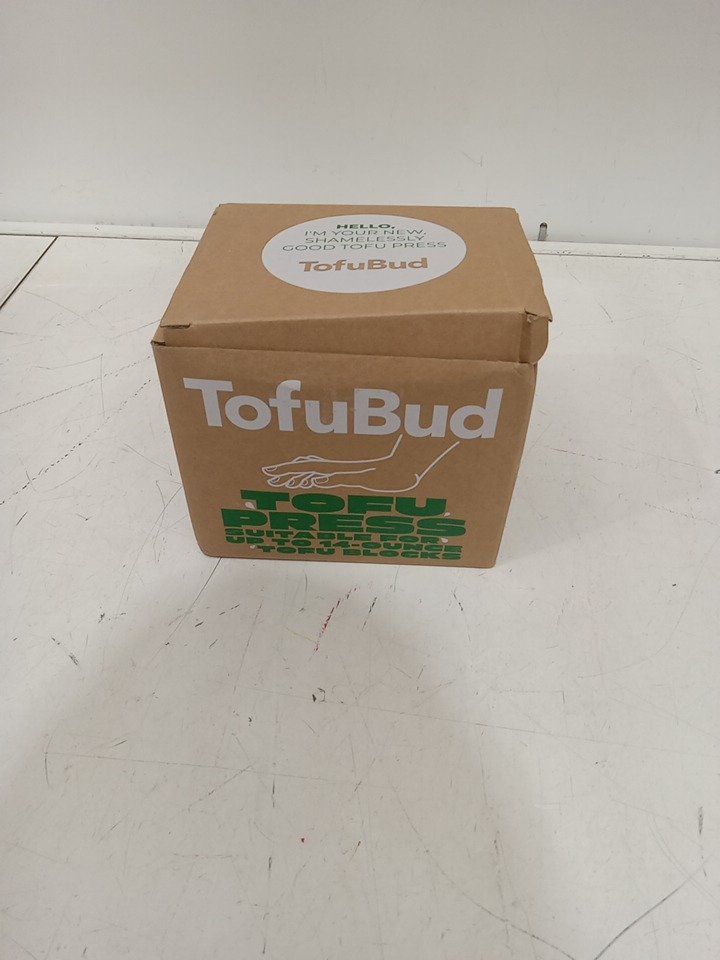 HELLO,
I'M YOUR NEW,
SHAMELESSLY
GOOD TOFU PRESS
TofuBud
TofuBud
TOFU
PRESS
SUITABLE FOR
UP TO 14-OUNCE
TOFU BLOCKS